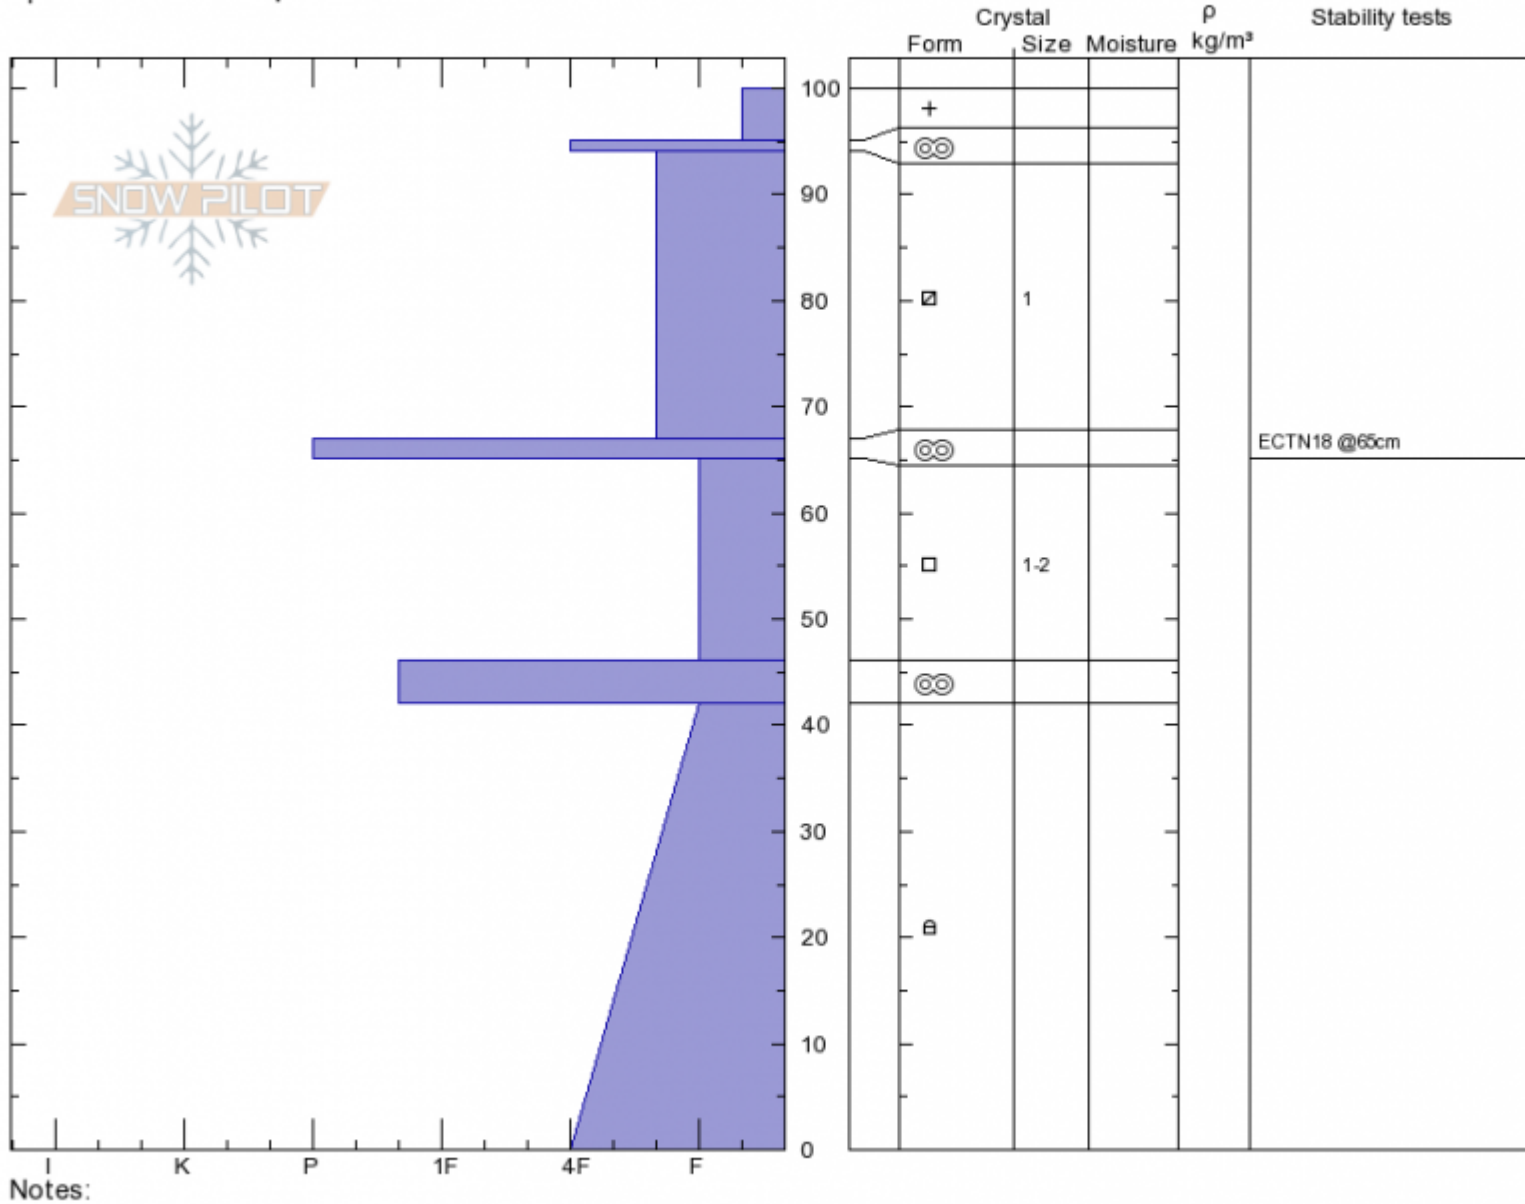 Crystal
ρ
Stability tests
Form
Size
Moisture
kg/m³
100
SNOW PILOT
90
80
1
70
ECTN18 @65cm
60
1-2
50
40
30
20
10
0
I K P 1F 4F F
Notes: